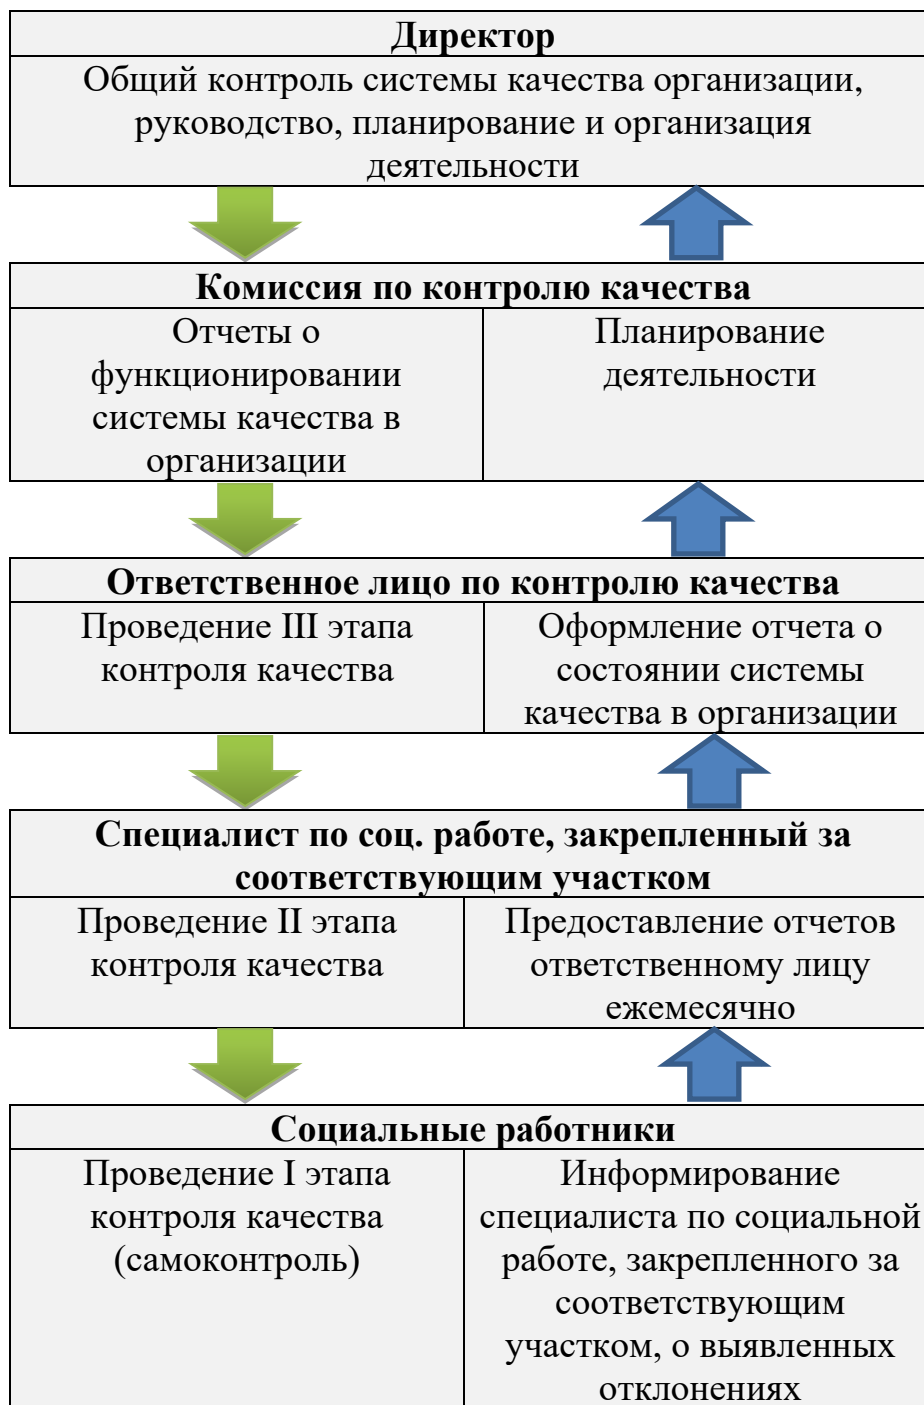 Директор
Общий контроль системы качества организации,
руководство, планирование и организация
деятельности
Комиссия по контролю качества
Отчеты о
функционировании
системы качества в
организации
Планирование
деятельности
Ответственное лицо по контролю качества
Проведение III этапа
контроля качества
Оформление отчета о
состоянии системы
качества в организации
Специалист по соц. работе, закрепленный за
соответствующим участком
Проведение II этапа
контроля качества
Предоставление отчетов
ответственному лицу
ежемесячно
Социальные работники
Проведение I этапа
контроля качества
(самоконтроль)
Информирование
специалиста по социальной
работе, закрепленного за
соответствующим
участком, о выявленных
отклонениях